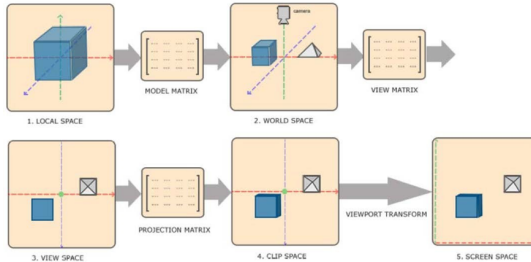 camera
MODEL MATRIX
VIEW MATRIX
1. LOCAL SPACE
2. WORLD SPACE
PROJECTION MATRIX
VIEWPORT TRANSFORM
3. VIEW SPACE
4. CLIP SPACE
5. SCREEN SPACE